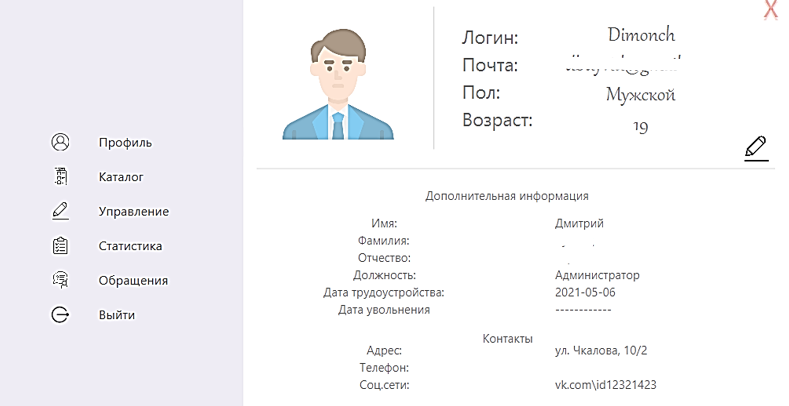 Профиль
Каталог
Управление
Статистика
Обращения
Выйти
X
Логин: Dimonch
Почта:
Пол: Мужской
Возраст: 19
Дополнительная информация
Имя: Дмитрий
Фамилия:
Отчество:
Должность: Администратор
Дата трудоустройства: 2021-05-06
Дата увольнения ------------
Контакты
Адрес: ул. Чкалова, 10/2
Телефон:
Соц.сети: vk.com\id12321423